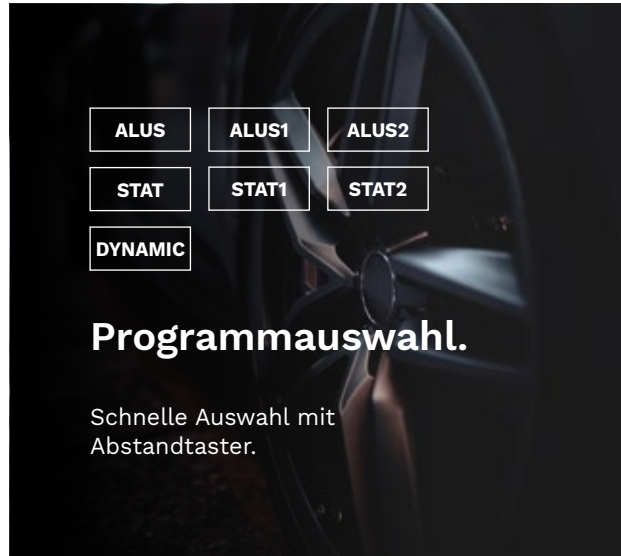 ALUS ALUS1 ALUS2
STAT STAT1 STAT2
DYNAMIC
Programmauswahl.
Schnelle Auswahl mit
Abstandtaster.